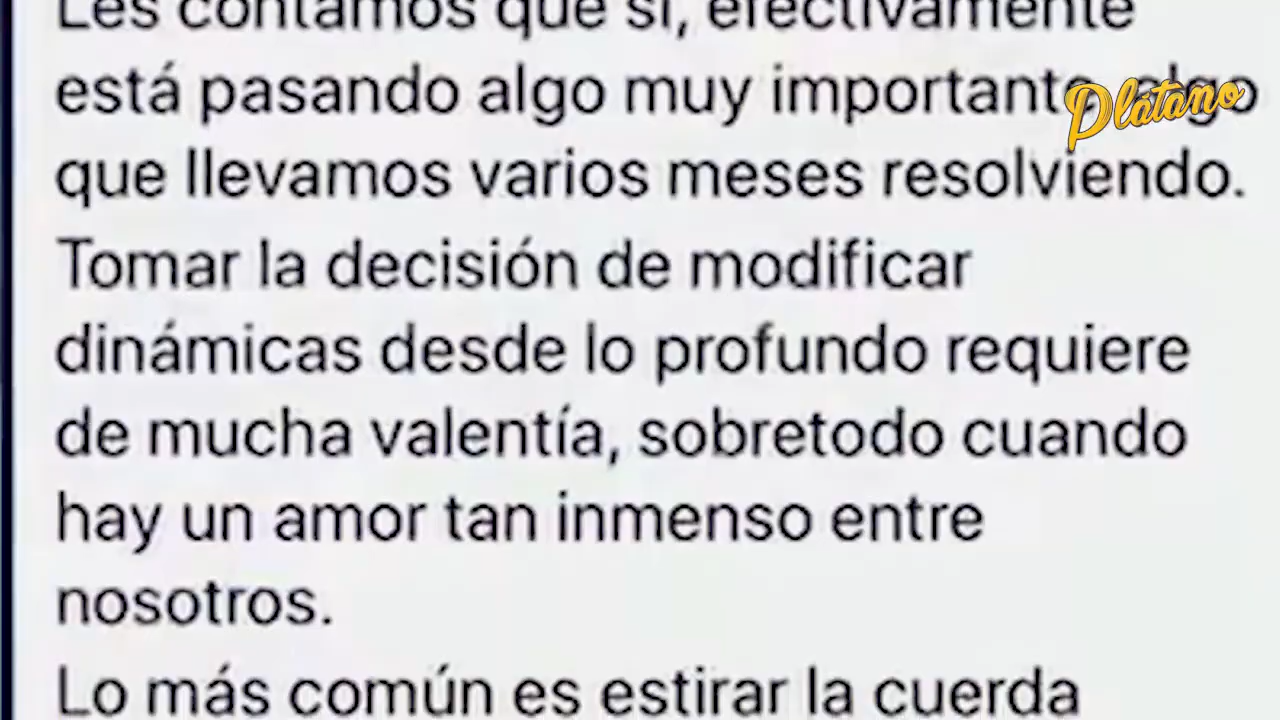 Les contamos que sí, efectivamente
está pasando algo muy importante, algo
que llevamos varios meses resolviendo.
Tomar la decisión de modificar
dinámicas desde lo profundo requiere
de mucha valentía, sobretodo cuando
hay un amor tan inmenso entre
nosotros.
Lo más común es estirar la cuerda
Plátano